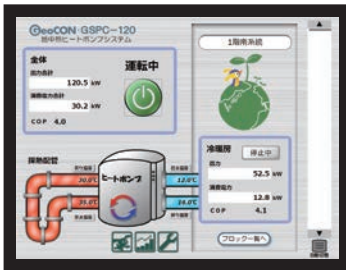 GeoCON GSPC-120
地中熱ヒートポンプシステム
1階南系統
全体
出力合計
120.5 kW
消費電力合計
30.2 kW
COP 4.0
運転中
採熱配管
30.0℃
35.0℃
ヒートポンプ
12.0℃
冷暖房
停止中
出力
52.5 kW
消費電力
12.8 kW
COP 4.1
ブロック一覧へ